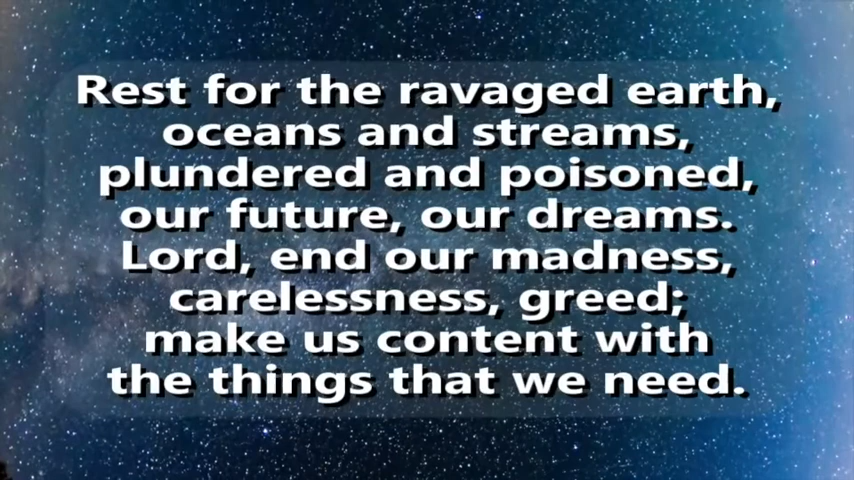 Rest for the ravaged earth,
oceans and streams,
plundered and poisoned,
our future, our dreams.
Lord, end our madness,
carelessness, greed;
make us content with
the things that we need.